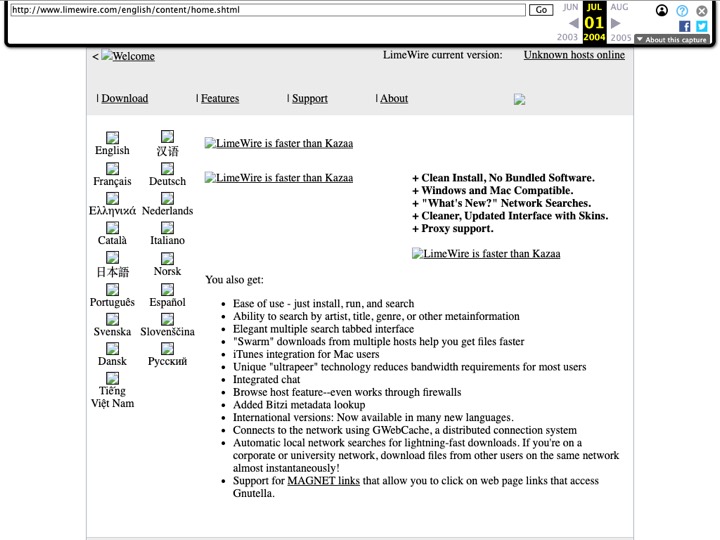 http://www.limewire.com/english/content/home.shtml Go JUN JUL AUG
01
2003 2004 2005
About this capture
< Welcome LimeWire current version: Unknown hosts online
| Download | Features | Support | About
English 汉语
Français Deutsch
Ελληνικά Nederlands
Català Italiano
日本語 Norsk
Português Español
Svenska Slovenščina
Dansk Русский
Tiếng
Việt Nam
LimeWire is faster than Kazaa
LimeWire is faster than Kazaa
+ Clean Install, No Bundled Software.
+ Windows and Mac Compatible.
+ "What's New?" Network Searches.
+ Cleaner, Updated Interface with Skins.
+ Proxy support.
LimeWire is faster than Kazaa
You also get:
• Ease of use - just install, run, and search
• Ability to search by artist, title, genre, or other metainformation
• Elegant multiple search tabbed interface
• "Swarm" downloads from multiple hosts help you get files faster
• iTunes integration for Mac users
• Unique "ultrapeer" technology reduces bandwidth requirements for most users
• Integrated chat
• Browse host feature--even works through firewalls
• Added Bitzi metadata lookup
• International versions: Now available in many new languages.
• Connects to the network using GWebCache, a distributed connection system
• Automatic local network searches for lightning-fast downloads. If you're on a
corporate or university network, download files from other users on the same network
almost instantaneously!
• Support for MAGNET links that allow you to click on web page links that access
Gnutella.